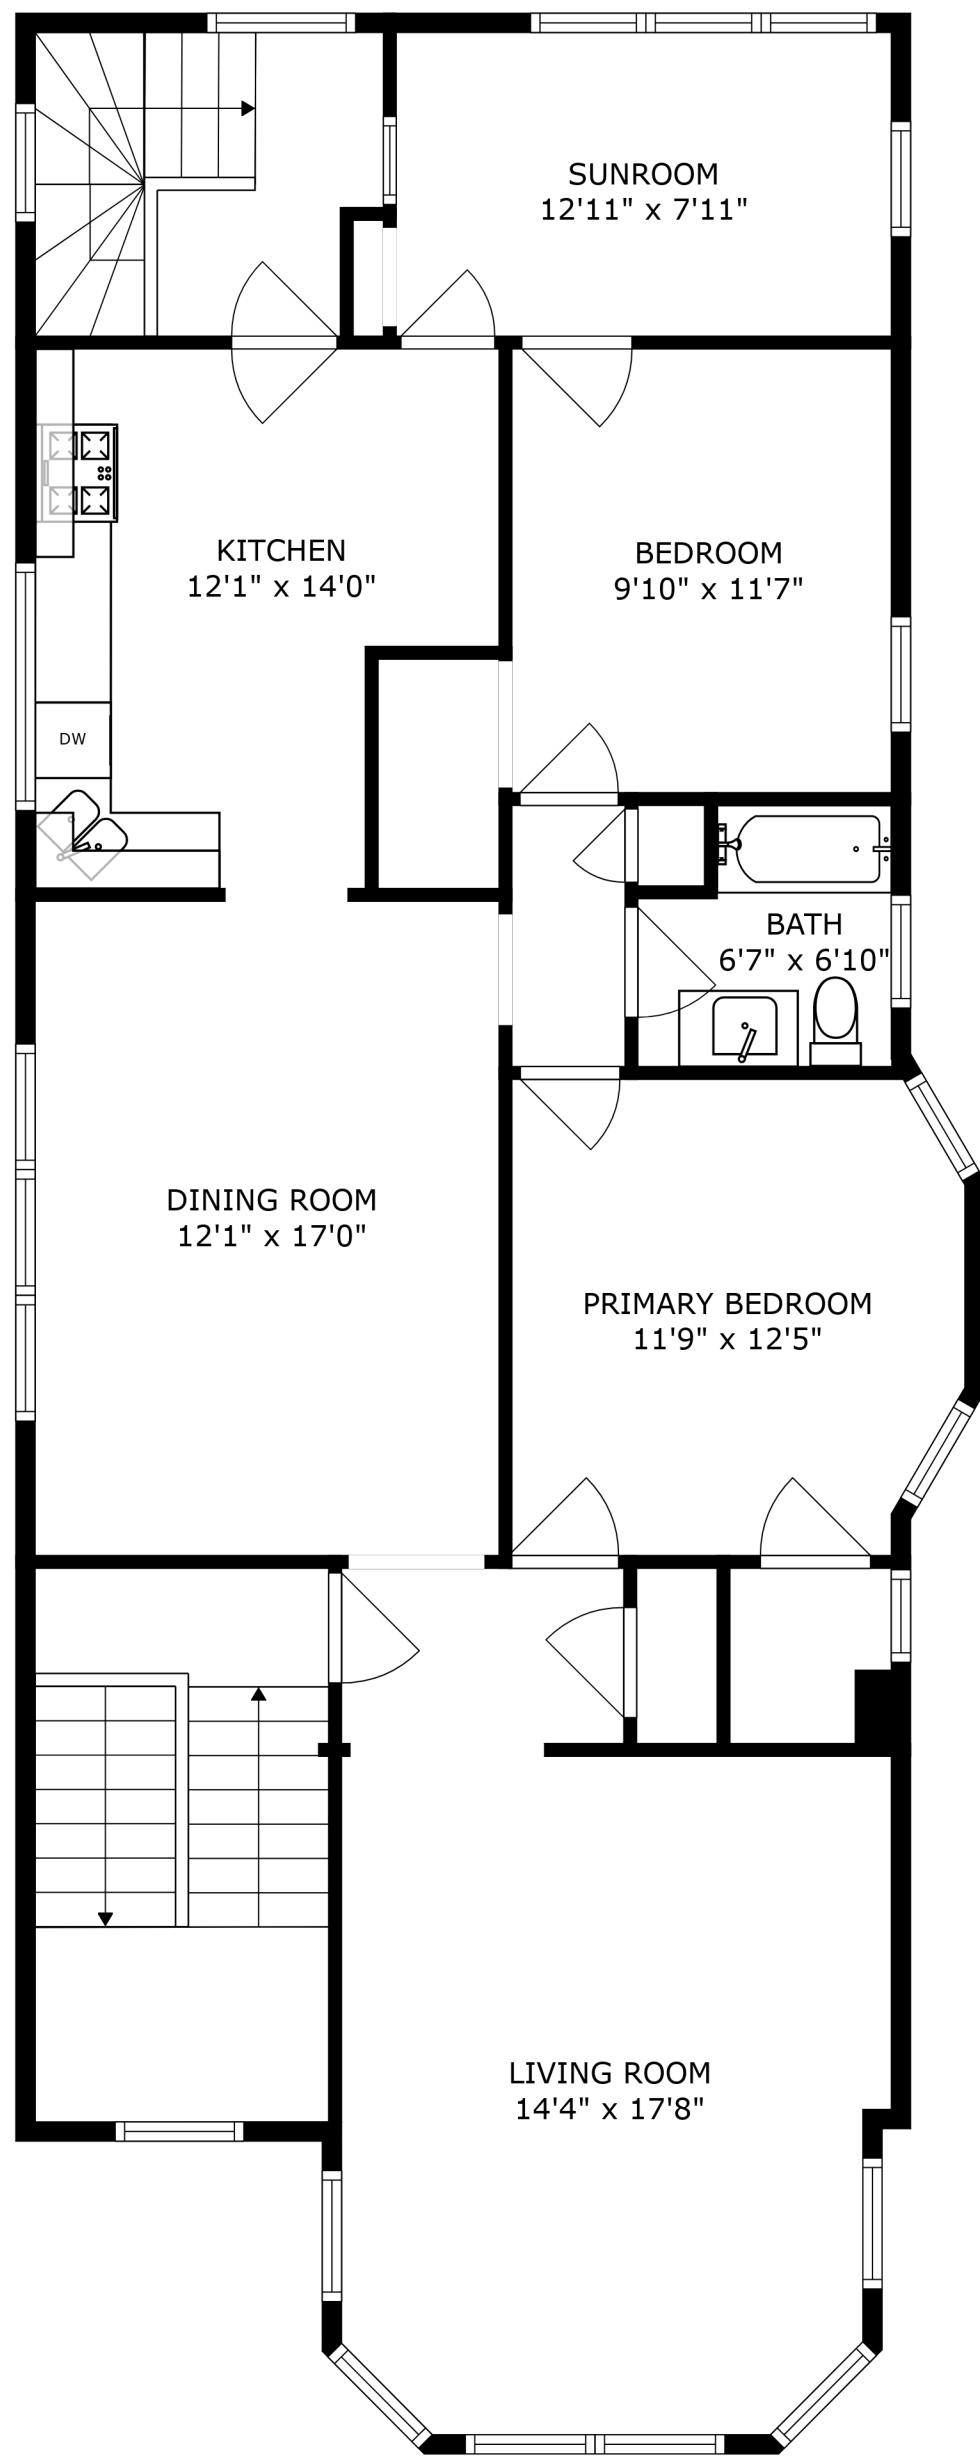 SUNROOM
12'11" x 7'11"
KITCHEN
12'1" x 14'0"
BEDROOM
9'10" x 11'7"
DW
BATH
6'7" x 6'10"
DINING ROOM
12'1" x 17'0"
PRIMARY BEDROOM
11'9" x 12'5"
LIVING ROOM
14'4" x 17'8"